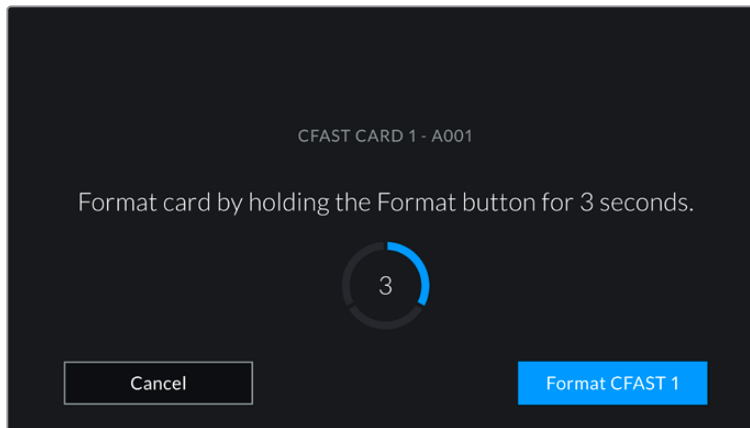 CFAST CARD 1 - A001
Format card by holding the Format button for 3 seconds.
3
Cancel
Format CFAST 1